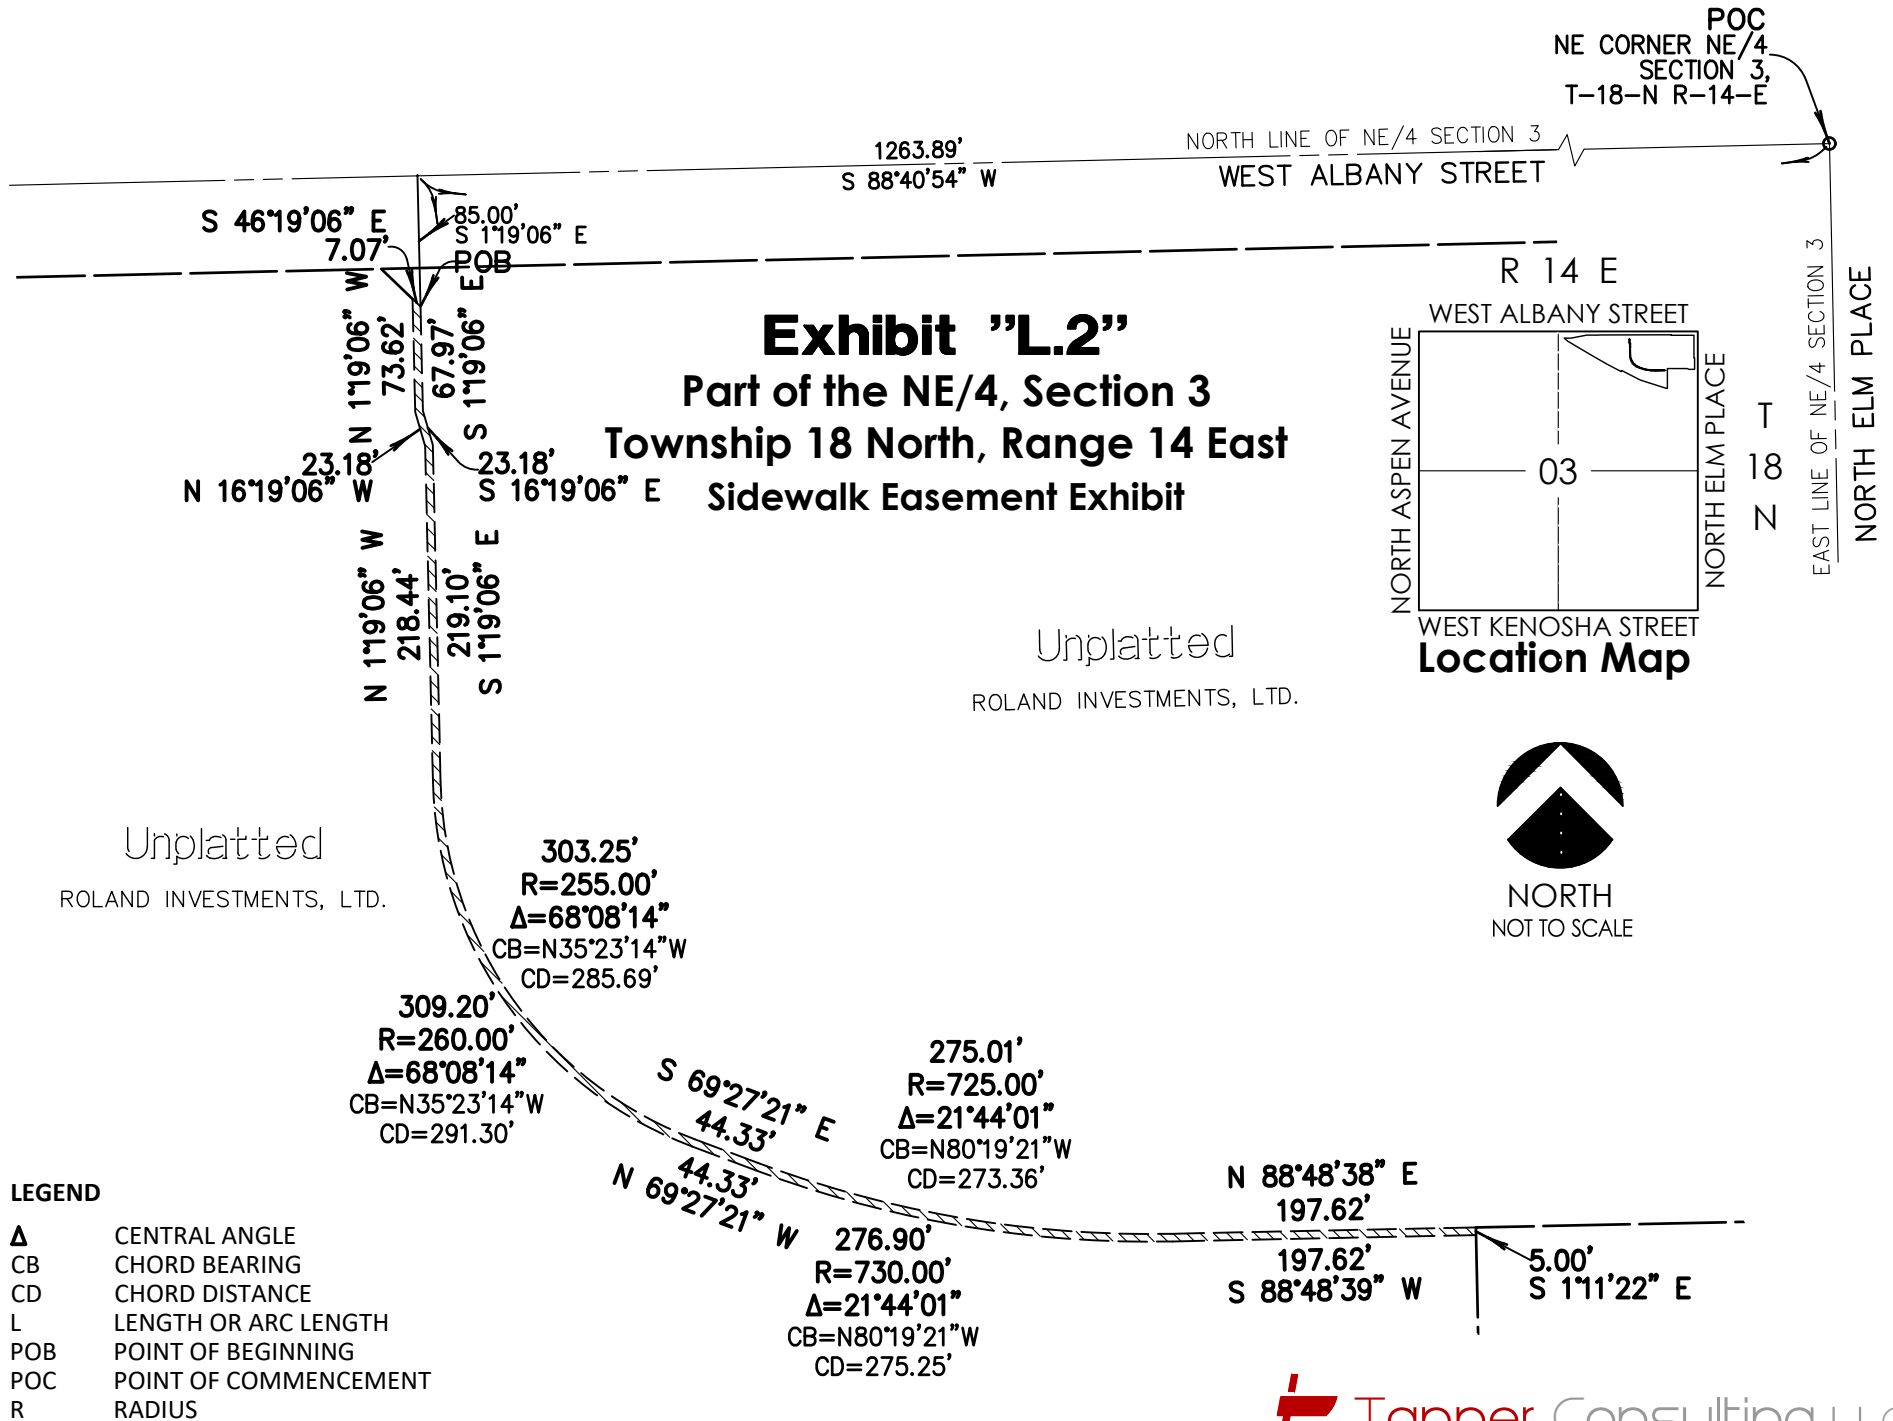 POC
NE CORNER NE/4
SECTION 3,
T-18-N R-14-E
1263.89'
S 88°40'54" W
NORTH LINE OF NE/4 SECTION 3
WEST ALBANY STREET
S 46°19'06" E
7.07'
85.00'
S 1°19'06" E
POB
N 1°19'06" W
73.62'
67.97'
S 1°19'06" E
23.18'
N 16°19'06" W
23.18'
S 16°19'06" E
N 1°19'06" W
218.44'
219.10'
S 1°19'06" E
Exhibit "L.2"
Part of the NE/4, Section 3
Township 18 North, Range 14 East
Sidewalk Easement Exhibit
R 14 E
WEST ALBANY STREET
NORTH ASPEN AVENUE
03
NORTH ELM PLACE
T
18
N
WEST KENOSHA STREET
Location Map
EAST LINE OF NE/4 SECTION 3
NORTH ELM PLACE
Unplatted
ROLAND INVESTMENTS, LTD.
NORTH
NOT TO SCALE
Unplatted
ROLAND INVESTMENTS, LTD.
303.25'
R=255.00'
Δ=68°08'14"
CB=N35°23'14"W
CD=285.69'
309.20'
R=260.00'
Δ=68°08'14"
CB=N35°23'14"W
CD=291.30'
S 69°27'21" E
44.33'
44.33'
N 69°27'21" W
275.01'
R=725.00'
Δ=21°44'01"
CB=N80°19'21"W
CD=273.36'
276.90'
R=730.00'
Δ=21°44'01"
CB=N80°19'21"W
CD=275.25'
N 88°48'38" E
197.62'
197.62'
S 88°48'39" W
5.00'
S 1°11'22" E
LEGEND
Δ CENTRAL ANGLE
CB CHORD BEARING
CD CHORD DISTANCE
L LENGTH OR ARC LENGTH
POB POINT OF BEGINNING
POC POINT OF COMMENCEMENT
R RADIUS
Tanner Consulting LLC